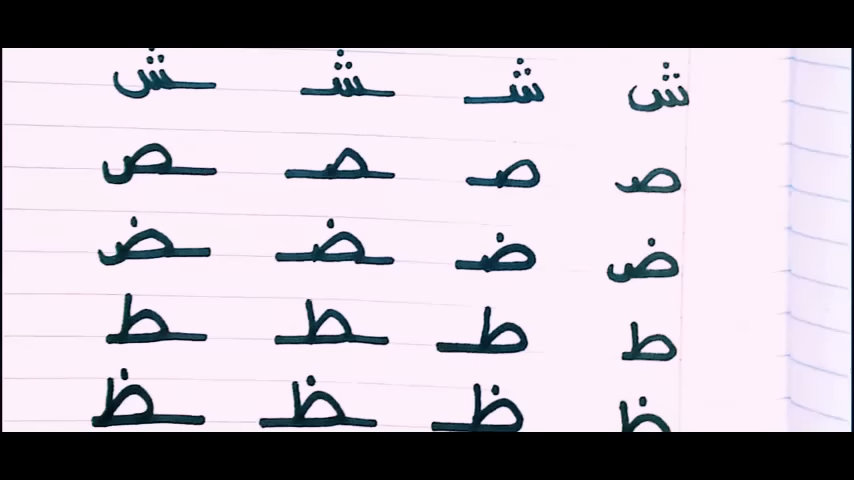 ش شـ ـشـ ـش
ص صـ ـصـ ـص
ض ضـ ـضـ ـض
ط طـ ـطـ ـط
ظ ظـ ـظـ ـظ